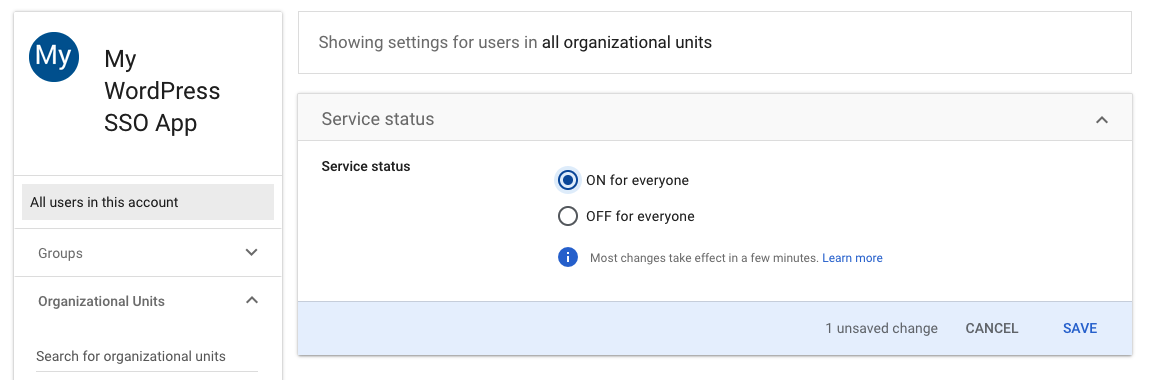 My
My
WordPress
SSO App
All users in this account
Groups
Organizational Units
Search for organizational units
Showing settings for users in all organizational units
Service status
Service status
ON for everyone
OFF for everyone
Most changes take effect in a few minutes. Learn more
1 unsaved change CANCEL SAVE